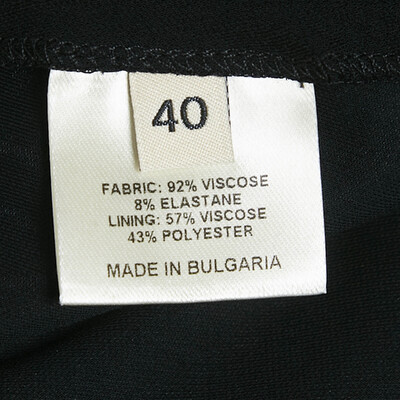 40
FABRIC: 92% VISCOSE
8% ELASTANE
LINING: 57% VISCOSE
43% POLYESTER
MADE IN BULGARIA